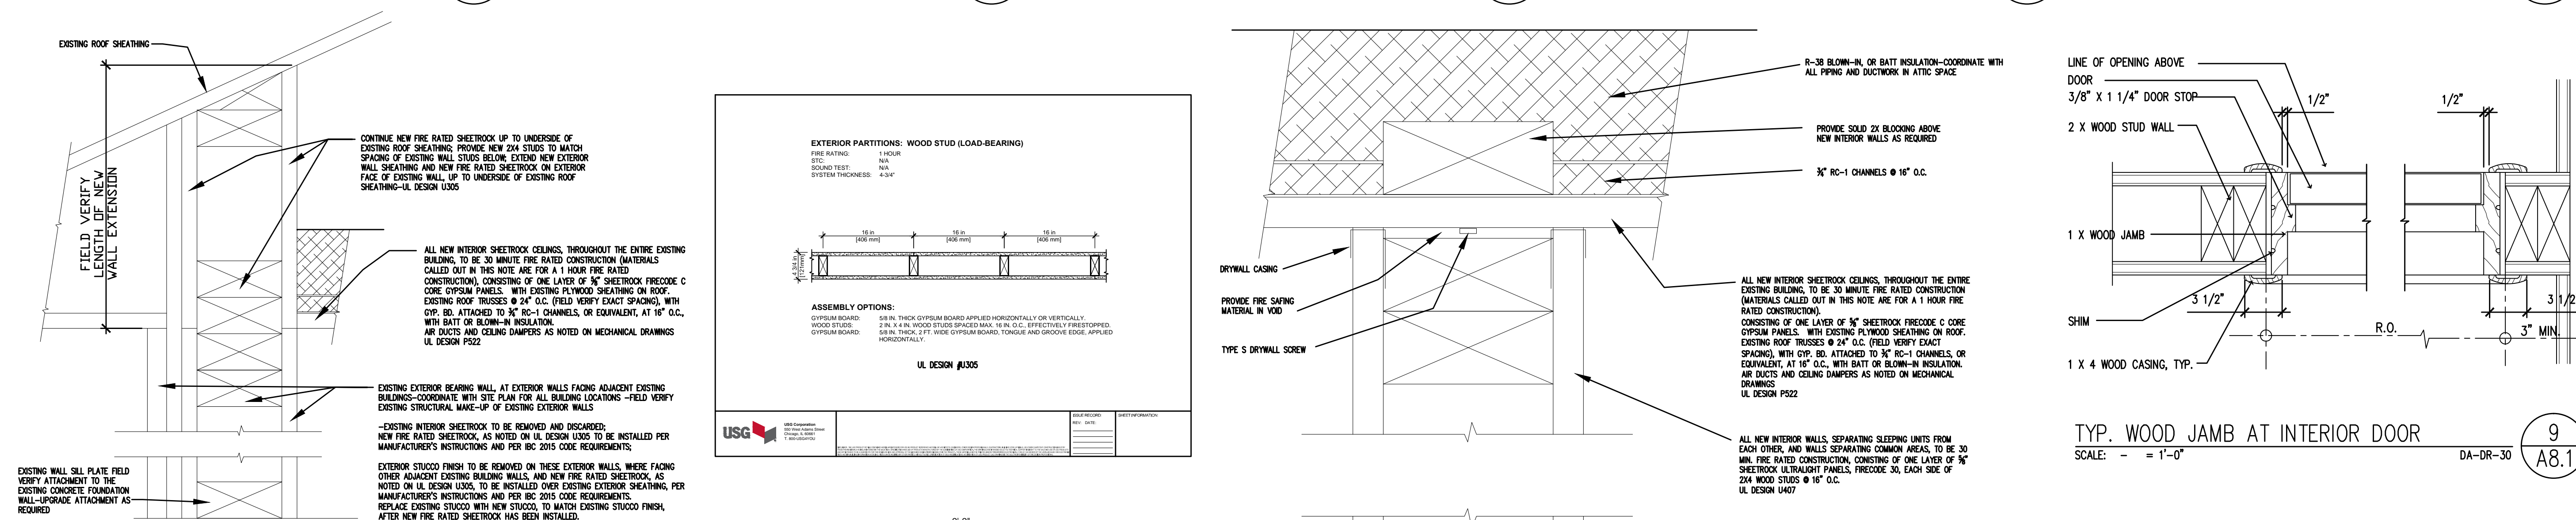 EXISTING ROOF SHEATHING
FIELD VERIFY
LENGTH OF NEW
WALL EXTENSION
CONTINUE NEW FIRE RATED SHEETROCK UP TO UNDERSIDE OF
EXISTING ROOF SHEATHING; PROVIDE NEW 2X4 STUDS TO MATCH
SPACING OF EXISTING WALL STUDS BELOW; EXTEND NEW EXTERIOR
WALL SHEATHING AND NEW FIRE RATED SHEETROCK ON EXTERIOR
FACE OF EXISTING WALL, UP TO UNDERSIDE OF EXISTING ROOF
SHEATHING-UL DESIGN U305
ALL NEW INTERIOR SHEETROCK CEILINGS, THROUGHOUT THE ENTIRE EXISTING
BUILDING, TO BE 30 MINUTE FIRE RATED CONSTRUCTION (MATERIALS
CALLED OUT IN THIS NOTE ARE FOR A 1 HOUR FIRE RATED
CONSTRUCTION), CONSISTING OF ONE LAYER OF ⅝" SHEETROCK FIRECODE C
CORE GYPSUM PANELS. WITH EXISTING PLYWOOD SHEATHING ON ROOF.
EXISTING ROOF TRUSSES @ 24" O.C. (FIELD VERIFY EXACT SPACING), WITH
GYP. BD. ATTACHED TO ¾" RC-1 CHANNELS, OR EQUIVALENT, AT 16" O.C.,
WITH BATT OR BLOWN-IN INSULATION.
AIR DUCTS AND CEILING DAMPERS AS NOTED ON MECHANICAL DRAWINGS
UL DESIGN P522
EXISTING EXTERIOR BEARING WALL, AT EXTERIOR WALLS FACING ADJACENT EXISTING
BUILDINGS-COORDINATE WITH SITE PLAN FOR ALL BUILDING LOCATIONS -FIELD VERIFY
EXISTING STRUCTURAL MAKE-UP OF EXISTING EXTERIOR WALLS
-EXISTING INTERIOR SHEETROCK TO BE REMOVED AND DISCARDED;
NEW FIRE RATED SHEETROCK, AS NOTED ON UL DESIGN U305 TO BE INSTALLED PER
MANUFACTURER'S INSTRUCTIONS AND PER IBC 2015 CODE REQUIREMENTS;
EXTERIOR STUCCO FINISH TO BE REMOVED ON THESE EXTERIOR WALLS, WHERE FACING
OTHER ADJACENT EXISTING BUILDING WALLS, AND NEW FIRE RATED SHEETROCK, AS
NOTED ON UL DESIGN U305, TO BE INSTALLED OVER EXISTING EXTERIOR SHEATHING, PER
MANUFACTURER'S INSTRUCTIONS AND PER IBC 2015 CODE REQUIREMENTS.
REPLACE EXISTING STUCCO WITH NEW STUCCO, TO MATCH EXISTING STUCCO FINISH,
AFTER NEW FIRE RATED SHEETROCK HAS BEEN INSTALLED.
EXISTING WALL SILL PLATE FIELD
VERIFY ATTACHMENT TO THE
EXISTING CONCRETE FOUNDATION
WALL-UPGRADE ATTACHMENT AS
REQUIRED
EXTERIOR PARTITIONS: WOOD STUD (LOAD-BEARING)
FIRE RATING: 1 HOUR
STC: N/A
SOUND TEST: N/A
SYSTEM THICKNESS: 4-3/4"
16 in 16 in 16 in
[406 mm] [406 mm] [406 mm]
4 3/4 in
[121mm]
ASSEMBLY OPTIONS:
GYPSUM BOARD: 5/8 IN. THICK GYPSUM BOARD APPLIED HORIZONTALLY OR VERTICALLY.
WOOD STUDS: 2 IN. X 4 IN. WOOD STUDS SPACED MAX. 16 IN. O.C., EFFECTIVELY FIRESTOPPED.
GYPSUM BOARD: 5/8 IN. THICK, 2 FT. WIDE GYPSUM BOARD, TONGUE AND GROOVE EDGE, APPLIED
HORIZONTALLY.
UL DESIGN #U305
USG
USG Corporation
550 West Adams Street
Chicago, IL 60661
T. 800-USG4YOU
ISSUE RECORD
REV: DATE:
SHEET INFORMATION
R-38 BLOWN-IN, OR BATT INSULATION-COORDINATE WITH
ALL PIPING AND DUCTWORK IN ATTIC SPACE
PROVIDE SOLID 2X BLOCKING ABOVE
NEW INTERIOR WALLS AS REQUIRED
¾" RC-1 CHANNELS @ 16" O.C.
DRYWALL CASING
PROVIDE FIRE SAFING
MATERIAL IN VOID
TYPE S DRYWALL SCREW
ALL NEW INTERIOR SHEETROCK CEILINGS, THROUGHOUT THE ENTIRE
EXISTING BUILDING, TO BE 30 MINUTE FIRE RATED CONSTRUCTION
(MATERIALS CALLED OUT IN THIS NOTE ARE FOR A 1 HOUR FIRE
RATED CONSTRUCTION).
CONSISTING OF ONE LAYER OF ⅝" SHEETROCK FIRECODE C CORE
GYPSUM PANELS. WITH EXISTING PLYWOOD SHEATHING ON ROOF.
EXISTING ROOF TRUSSES @ 24" O.C. (FIELD VERIFY EXACT
SPACING), WITH GYP. BD. ATTACHED TO ¾" RC-1 CHANNELS, OR
EQUIVALENT, AT 16" O.C., WITH BATT OR BLOWN-IN INSULATION.
AIR DUCTS AND CEILING DAMPERS AS NOTED ON MECHANICAL
DRAWINGS
UL DESIGN P522
ALL NEW INTERIOR WALLS, SEPARATING SLEEPING UNITS FROM
EACH OTHER, AND WALLS SEPARATING COMMON AREAS, TO BE 30
MIN. FIRE RATED CONSTRUCTION, CONISTING OF ONE LAYER OF ⅝"
SHEETROCK ULTRALIGHT PANELS, FIRECODE 30, EACH SIDE OF
2X4 WOOD STUDS @ 16" O.C.
UL DESIGN U407
LINE OF OPENING ABOVE
DOOR
3/8" X 1 1/4" DOOR STOP
2 X WOOD STUD WALL
1 X WOOD JAMB
SHIM
1 X 4 WOOD CASING, TYP.
1/2" 1/2"
3 1/2" 3 1/2
R.O. 3" MIN.
TYP. WOOD JAMB AT INTERIOR DOOR
SCALE: - = 1'-0" DA-DR-30
9
A8.1